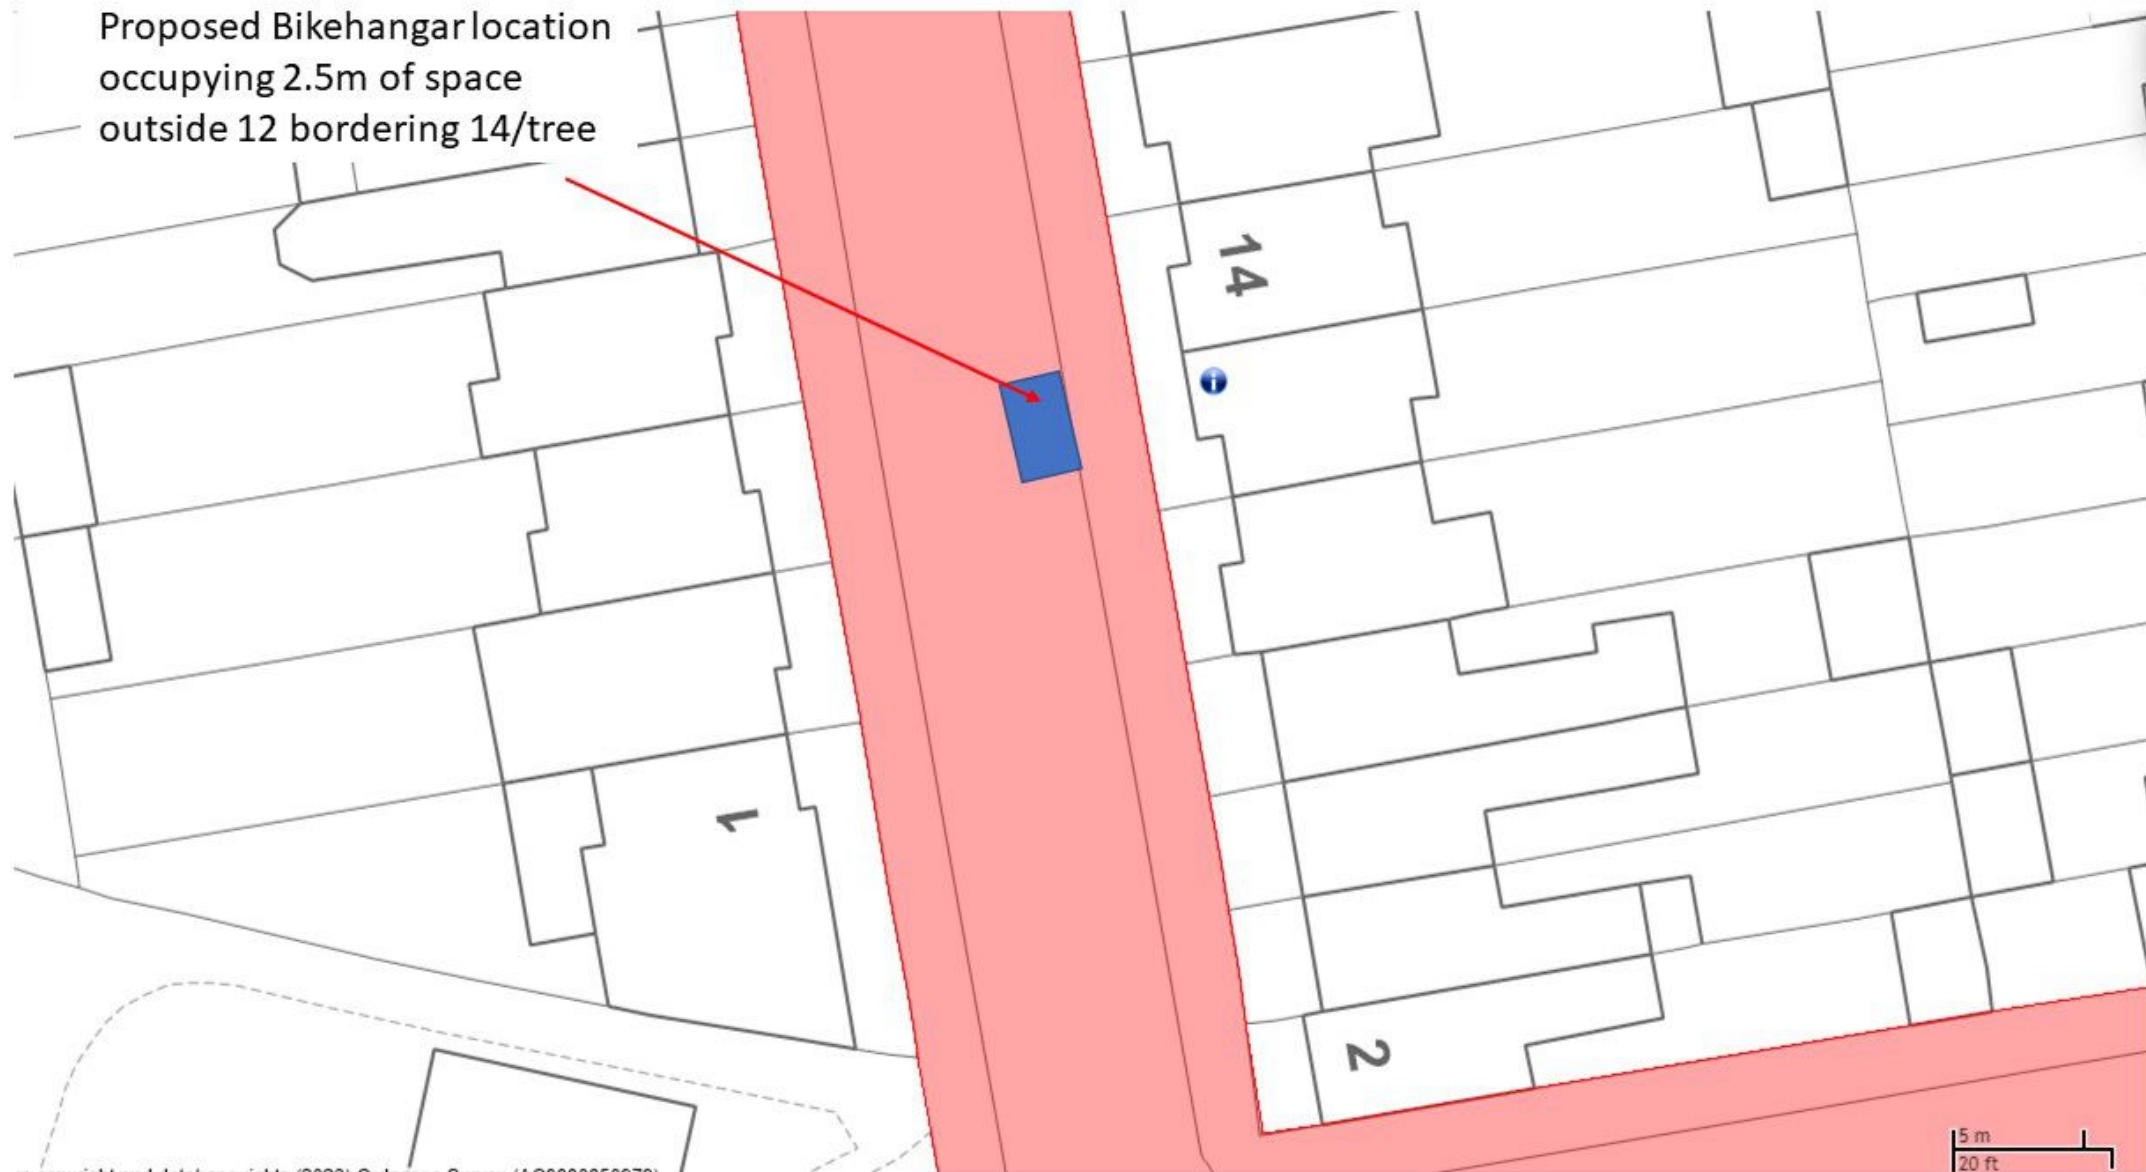 Proposed Bikehangar location
occupying 2.5m of space
outside 12 bordering 14/tree
14
i
1
2
5 m
20 ft